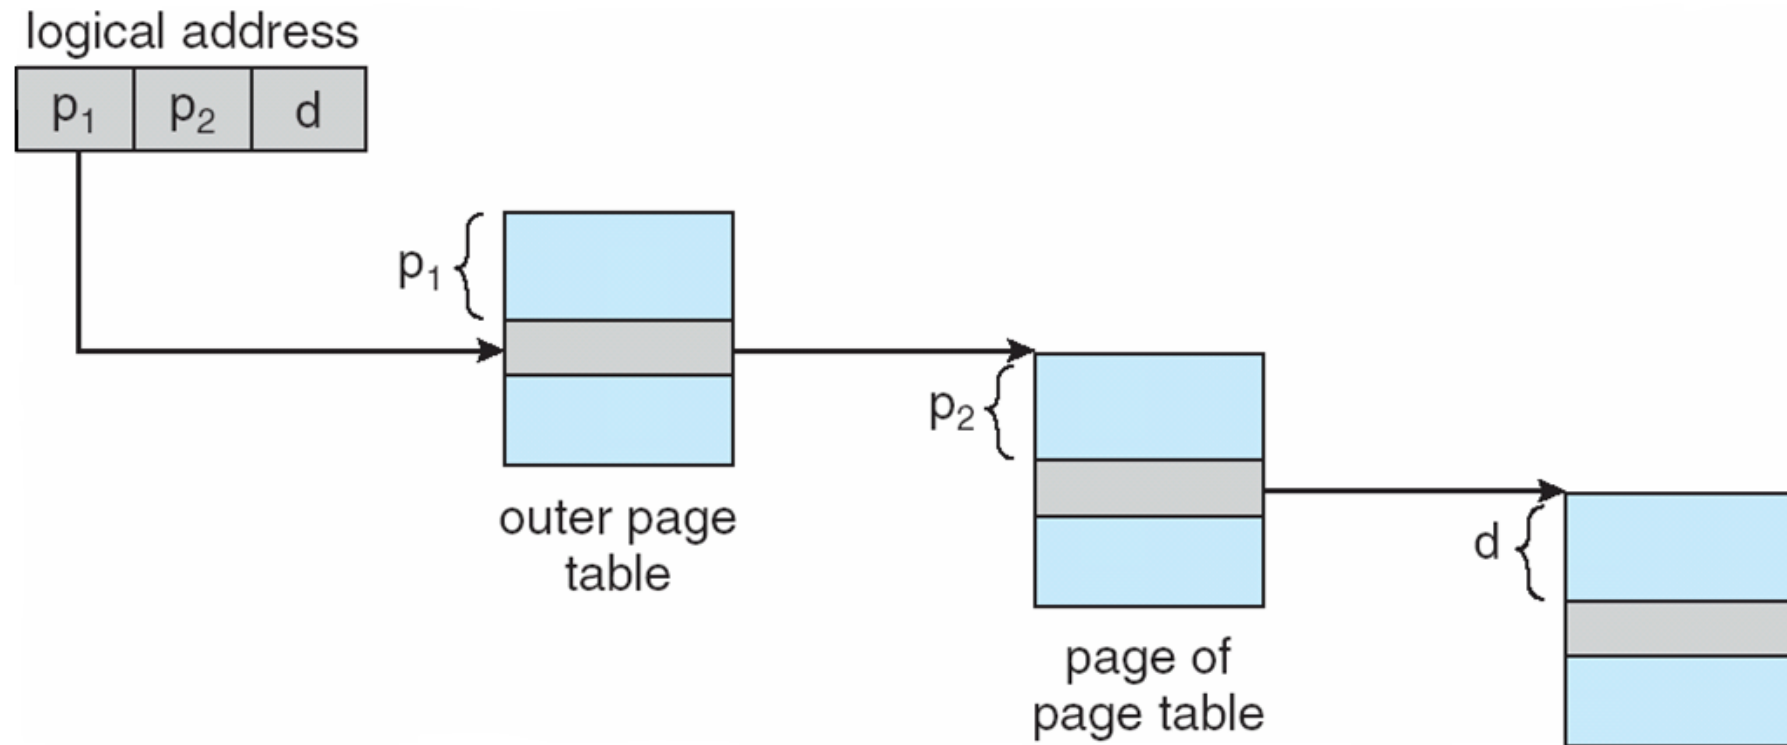 logical address
p₁ p₂ d
p₁
outer page
table
p₂
page of
page table
d